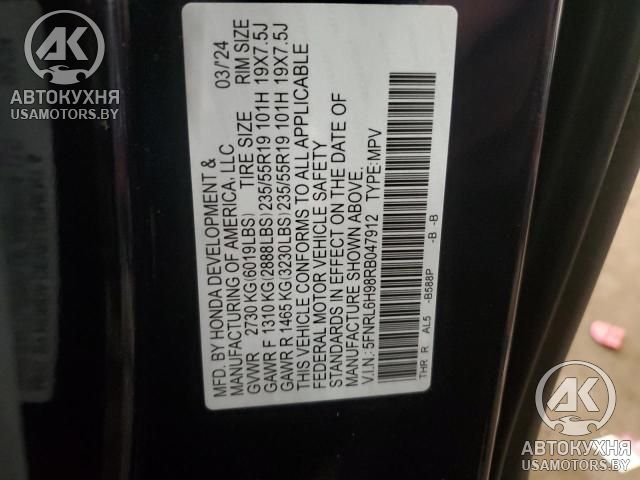 AK
АВТОКУХНЯ
USAMOTORS.BY
MFD. BY HONDA DEVELOPMENT & 03/24
MANUFACTURING OF AMERICA, LLC
GVWR 2730 KG(6018LBS) TIRE SIZE RIM SIZE
GAWR F 1310 KG(2888LBS)235/55R19 101H 19X7.5J
GAWR R 1465 KG(3230LBS)235/55R19 101H 19X7.5J
THIS VEHICLE CONFORMS TO ALL APPLICABLE
FEDERAL MOTOR VEHICLE SAFETY
STANDARDS IN EFFECT ON THE DATE OF
MANUFACTURE SHOWN ABOVE.
V.I.N.: 5FNRL6H98RB047912 TYPE: MPV
THR R AL5 -B588P -B -B
AK
АВТОКУХНЯ
USAMOTORS.BY